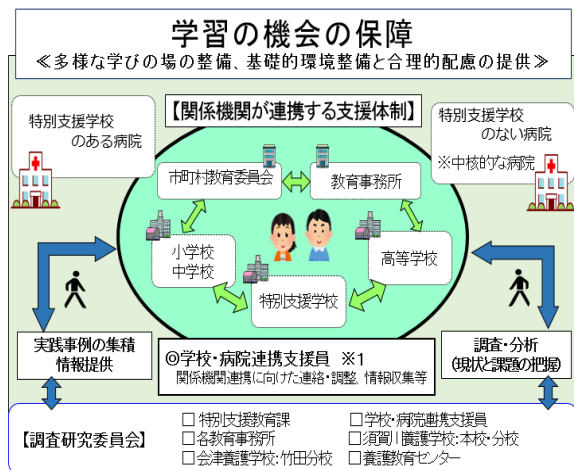 学習の機会の保障
≪多様な学びの場の整備、基礎的環境整備と合理的配慮の提供≫
【関係機関が連携する支援体制】
特別支援学校
のある病院
特別支援学校
のない病院
※中核的な病院
市町村教育委員会
教育事務所
小学校
中学校
高等学校
特別支援学校
実践事例の集積
情報提供
◎学校・病院連携支援員 ※1
関係機関連携に向けた連絡・調整、情報収集等
調査・分析
(現状と課題の把握)
【調査研究委員会】
□ 特別支援教育課
□ 学校・病院連携支援員
□ 各教育事務所
□ 須賀川養護学校:本校・分校
□ 会津養護学校:竹田分校
□ 養護教育センター